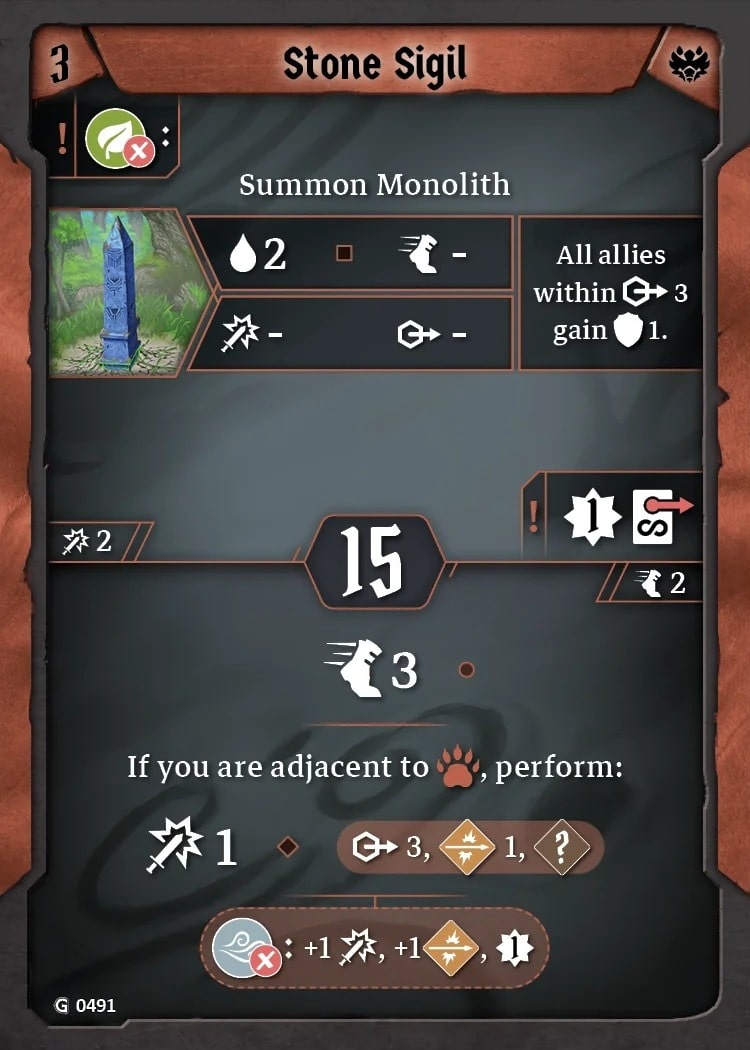 3
Stone Sigil
! :
Summon Monolith
2 –
– –
All allies
within 3
gain 1.
! 1
2
15
2
3
If you are adjacent to , perform:
1 3, 1, ?
: +1 , +1 , 1
G 0491